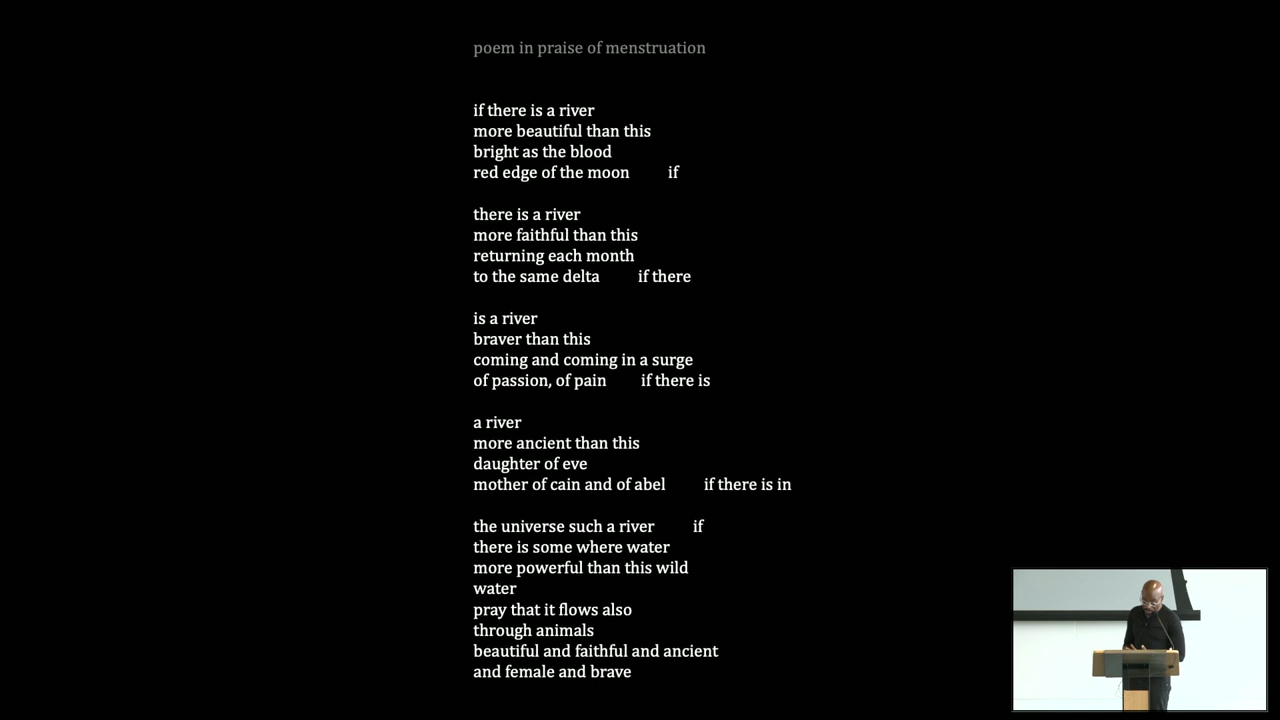 poem in praise of menstruation
if there is a river
more beautiful than this
bright as the blood
red edge of the moon if
there is a river
more faithful than this
returning each month
to the same delta if there
is a river
braver than this
coming and coming in a surge
of passion, of pain if there is
a river
more ancient than this
daughter of eve
mother of cain and of abel if there is in
the universe such a river if
there is some where water
more powerful than this wild
water
pray that it flows also
through animals
beautiful and faithful and ancient
and female and brave